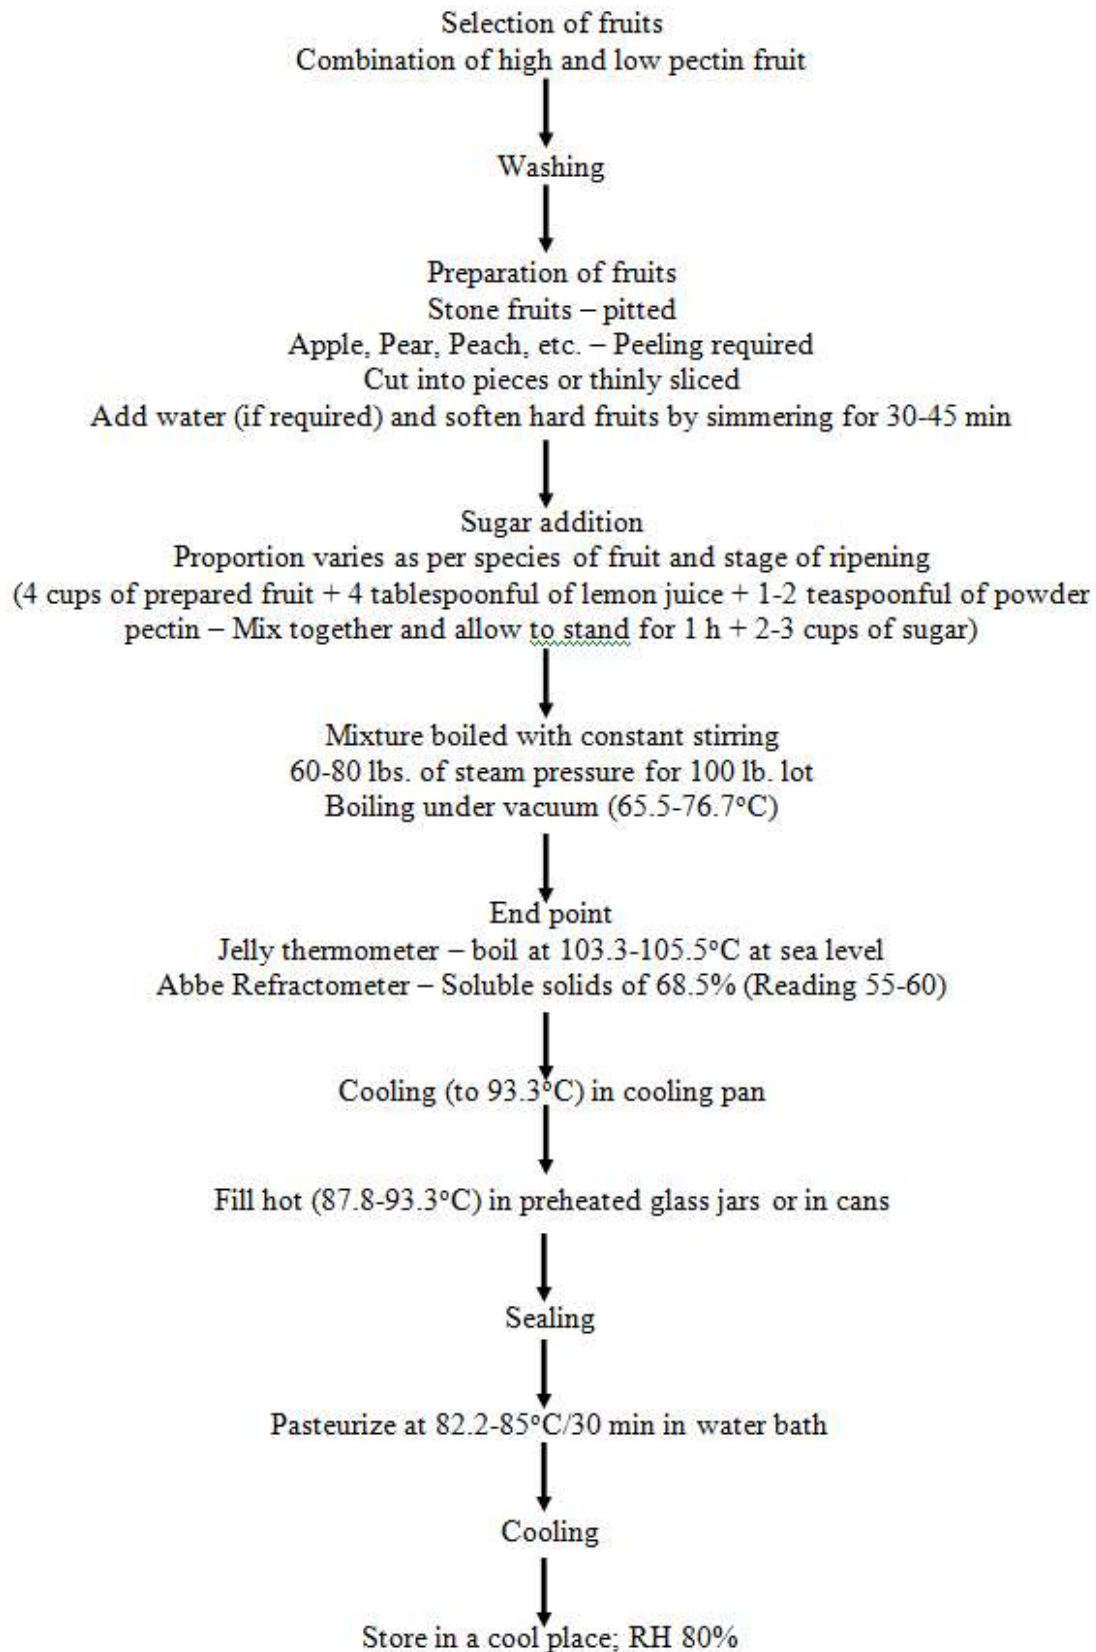 Selection of fruits
Combination of high and low pectin fruit
Washing
Preparation of fruits
Stone fruits – pitted
Apple, Pear, Peach, etc. – Peeling required
Cut into pieces or thinly sliced
Add water (if required) and soften hard fruits by simmering for 30-45 min
Sugar addition
Proportion varies as per species of fruit and stage of ripening
(4 cups of prepared fruit + 4 tablespoonful of lemon juice + 1-2 teaspoonful of powder
pectin – Mix together and allow to stand for 1 h + 2-3 cups of sugar)
Mixture boiled with constant stirring
60-80 lbs. of steam pressure for 100 lb. lot
Boiling under vacuum (65.5-76.7°C)
End point
Jelly thermometer – boil at 103.3-105.5°C at sea level
Abbe Refractometer – Soluble solids of 68.5% (Reading 55-60)
Cooling (to 93.3°C) in cooling pan
Fill hot (87.8-93.3°C) in preheated glass jars or in cans
Sealing
Pasteurize at 82.2-85°C/30 min in water bath
Cooling
Store in a cool place; RH 80%